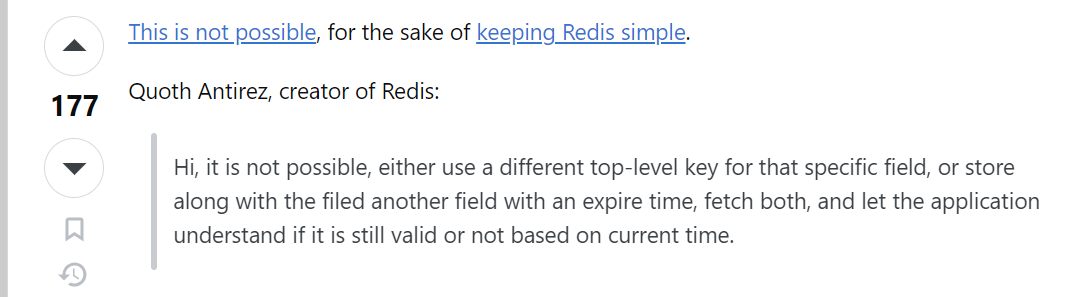 This is not possible, for the sake of keeping Redis simple.
177
Quoth Antirez, creator of Redis:
Hi, it is not possible, either use a different top-level key for that specific field, or store
along with the filed another field with an expire time, fetch both, and let the application
understand if it is still valid or not based on current time.